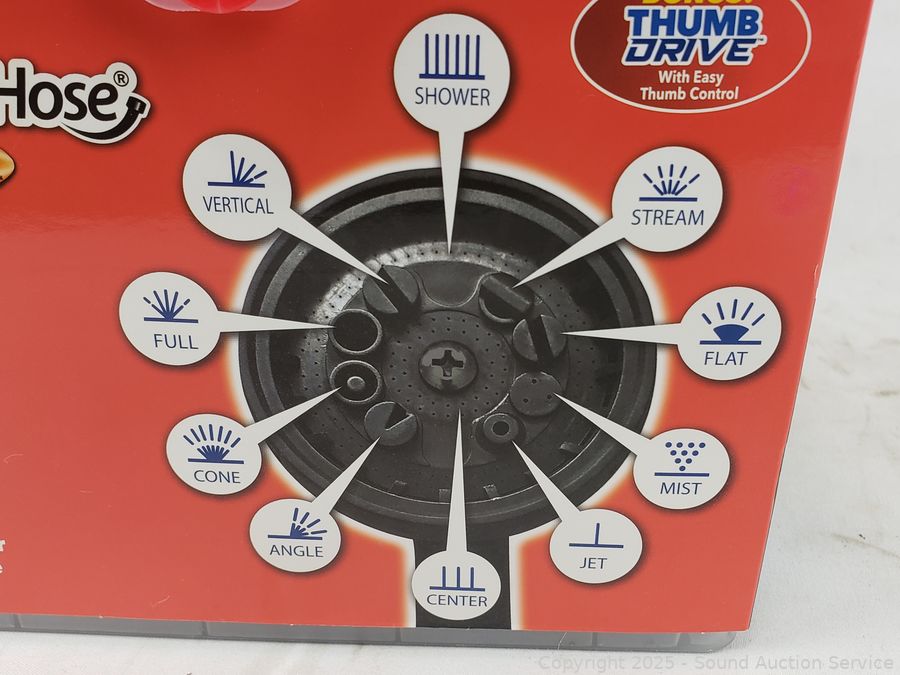 THUMB
DRIVE™
With Easy
Thumb Control
Hose®
SHOWER
VERTICAL
STREAM
FULL
FLAT
CONE
MIST
ANGLE
JET
CENTER
Copyright 2025 - Sound Auction Service